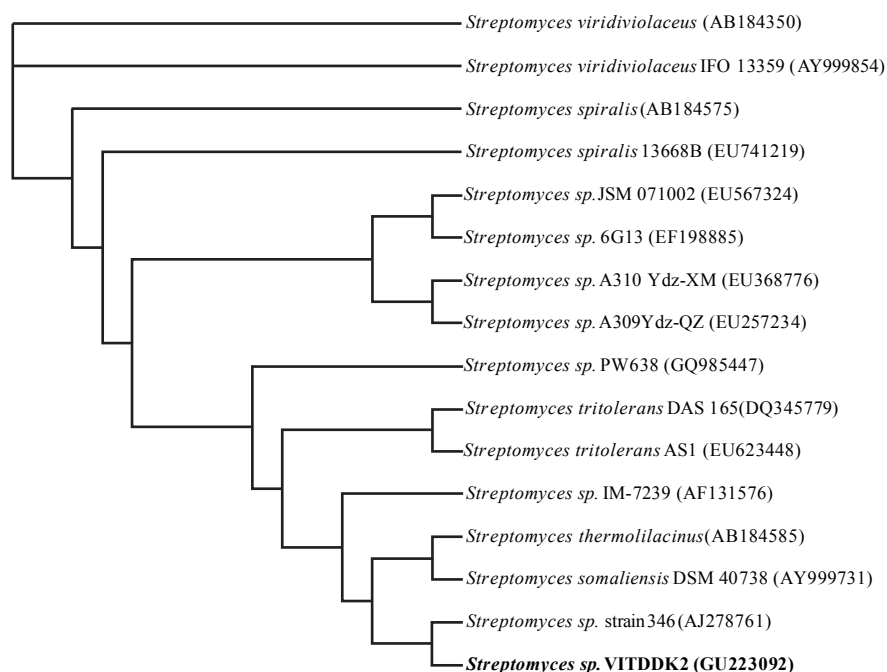 Streptomyces viridiviolaceus (AB184350)
Streptomyces viridiviolaceus IFO 13359 (AY999854)
Streptomyces spiralis (AB184575)
Streptomyces spiralis 13668B (EU741219)
Streptomyces sp. JSM 071002 (EU567324)
Streptomyces sp. 6G13 (EF198885)
Streptomyces sp. A310 Ydz-XM (EU368776)
Streptomyces sp. A309Ydz-QZ (EU257234)
Streptomyces sp. PW638 (GQ985447)
Streptomyces tritolerans DAS 165(DQ345779)
Streptomyces tritolerans AS1 (EU623448)
Streptomyces sp. IM-7239 (AF131576)
Streptomyces thermolilacinus (AB184585)
Streptomyces somaliensis DSM 40738 (AY999731)
Streptomyces sp. strain 346 (AJ278761)
Streptomyces sp. VITDDK2 (GU223092)